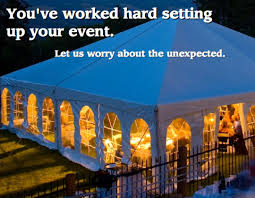 You've worked hard setting
up your event.
Let us worry about the unexpected.